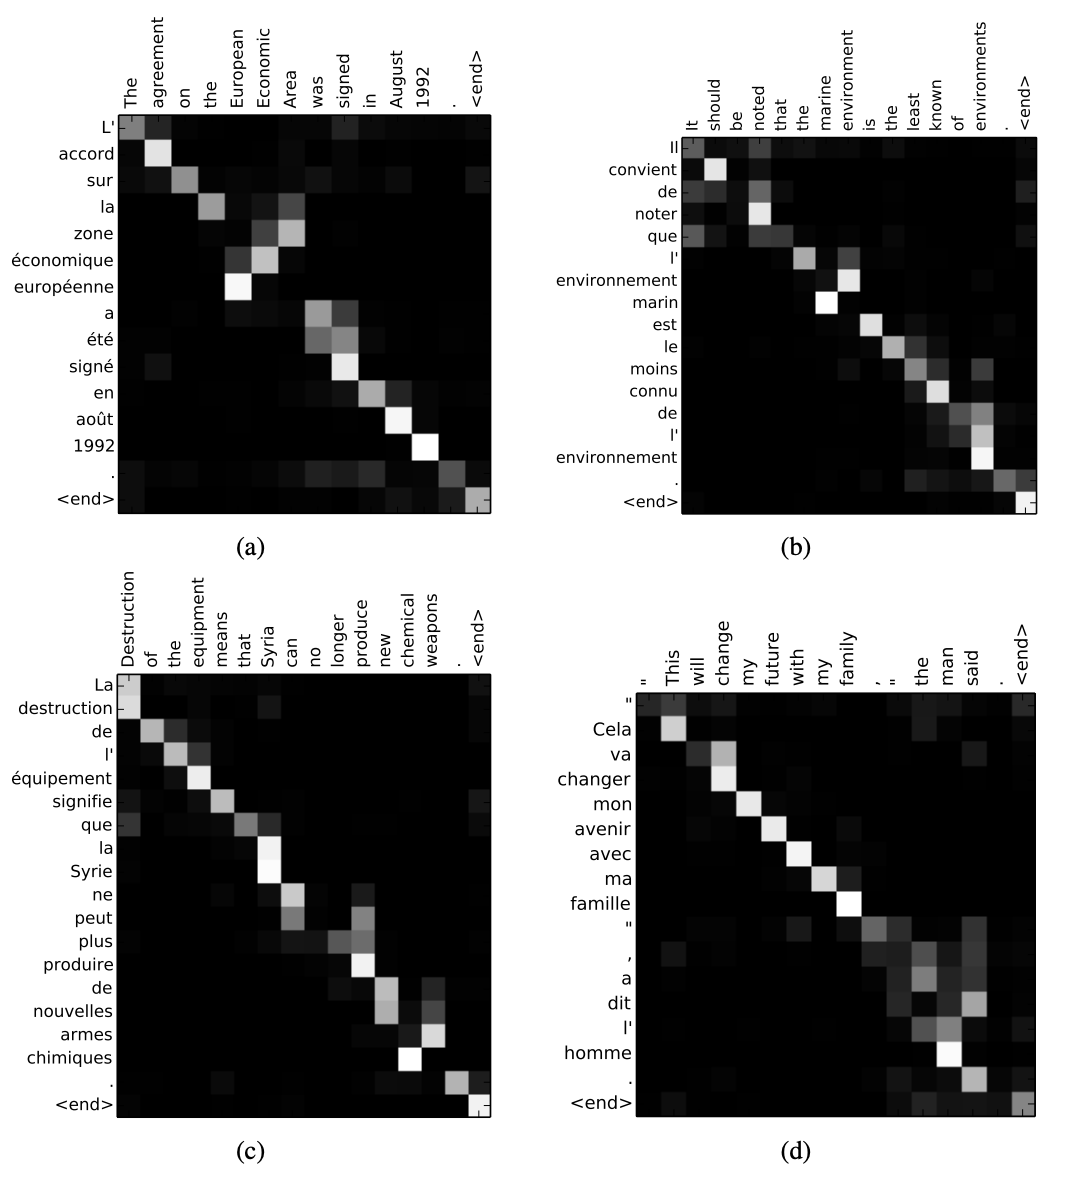 The agreement on the European Economic Area was signed in August 1992 . <end>
L'
accord
sur
la
zone
économique
européenne
a
été
signé
en
août
1992
.
<end>
(a)
It should be noted that the marine environment is the least known of environments . <end>
Il
convient
de
noter
que
l'
environnement
marin
est
le
moins
connu
de
l'
environnement
.
<end>
(b)
Destruction of the equipment means that Syria can no longer produce new chemical weapons . <end>
La
destruction
de
l'
équipement
signifie
que
la
Syrie
ne
peut
plus
produire
de
nouvelles
armes
chimiques
.
<end>
(c)
" This will change my future with my family , " the man said . <end>
"
Cela
va
changer
mon
avenir
avec
ma
famille
"
,
a
dit
l'
homme
.
<end>
(d)